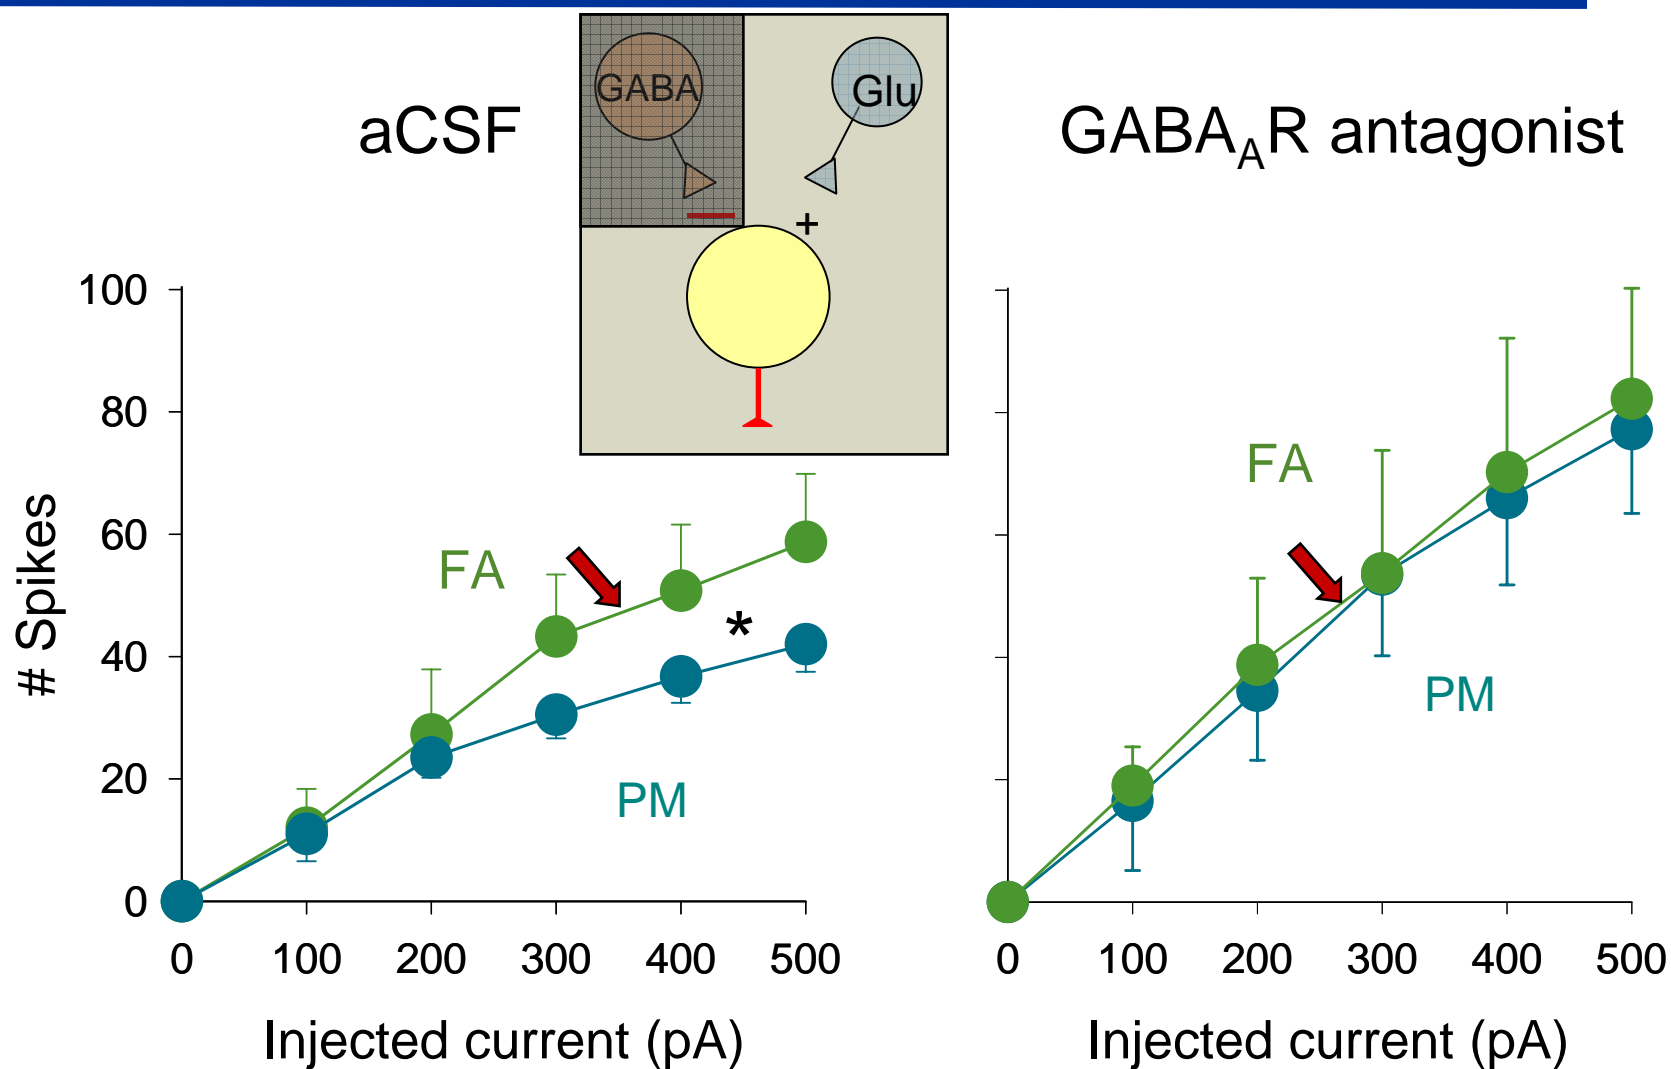 GABA
Glu
+
aCSF
GABA_AR antagonist
100
80
60
40
20
0
# Spikes
FA
*
PM
0 100 200 300 400 500
Injected current (pA)
FA
PM
0 100 200 300 400 500
Injected current (pA)